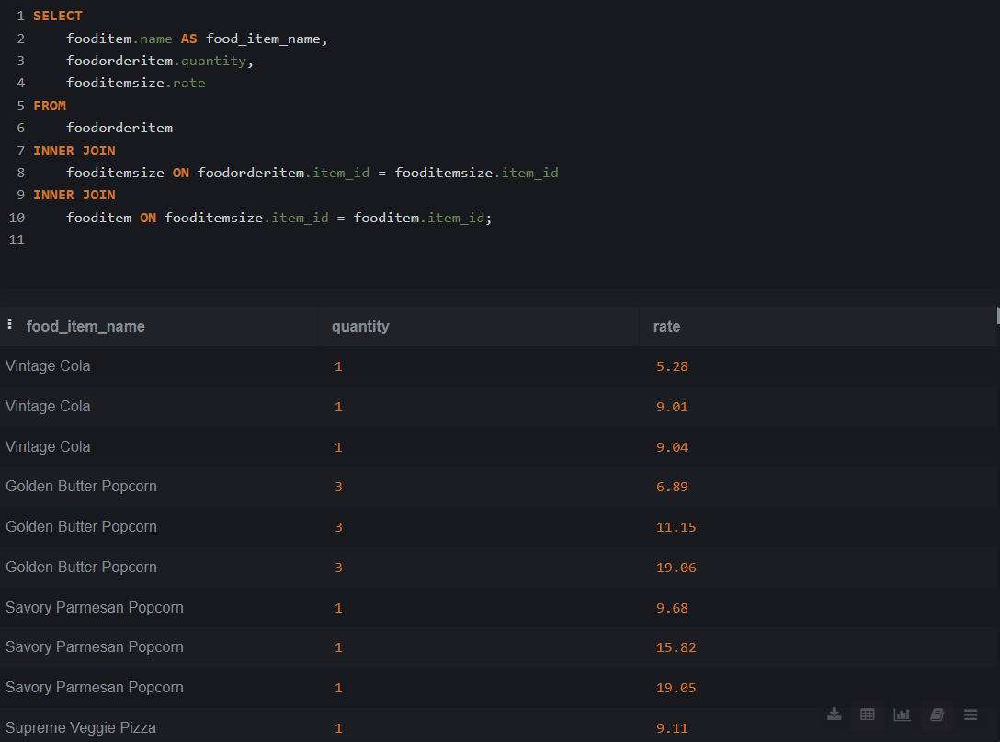 1 SELECT
2 fooditem.name AS food_item_name,
3 foodorderitem.quantity,
4 fooditemsize.rate
5 FROM
6 foodorderitem
7 INNER JOIN
8 fooditemsize ON foodorderitem.item_id = fooditemsize.item_id
9 INNER JOIN
10 fooditem ON fooditemsize.item_id = fooditem.item_id;
11
food_item_name quantity rate
Vintage Cola 1 5.28
Vintage Cola 1 9.01
Vintage Cola 1 9.04
Golden Butter Popcorn 3 6.89
Golden Butter Popcorn 3 11.15
Golden Butter Popcorn 3 19.06
Savory Parmesan Popcorn 1 9.68
Savory Parmesan Popcorn 1 15.82
Savory Parmesan Popcorn 1 19.05
Supreme Veggie Pizza 1 9.11